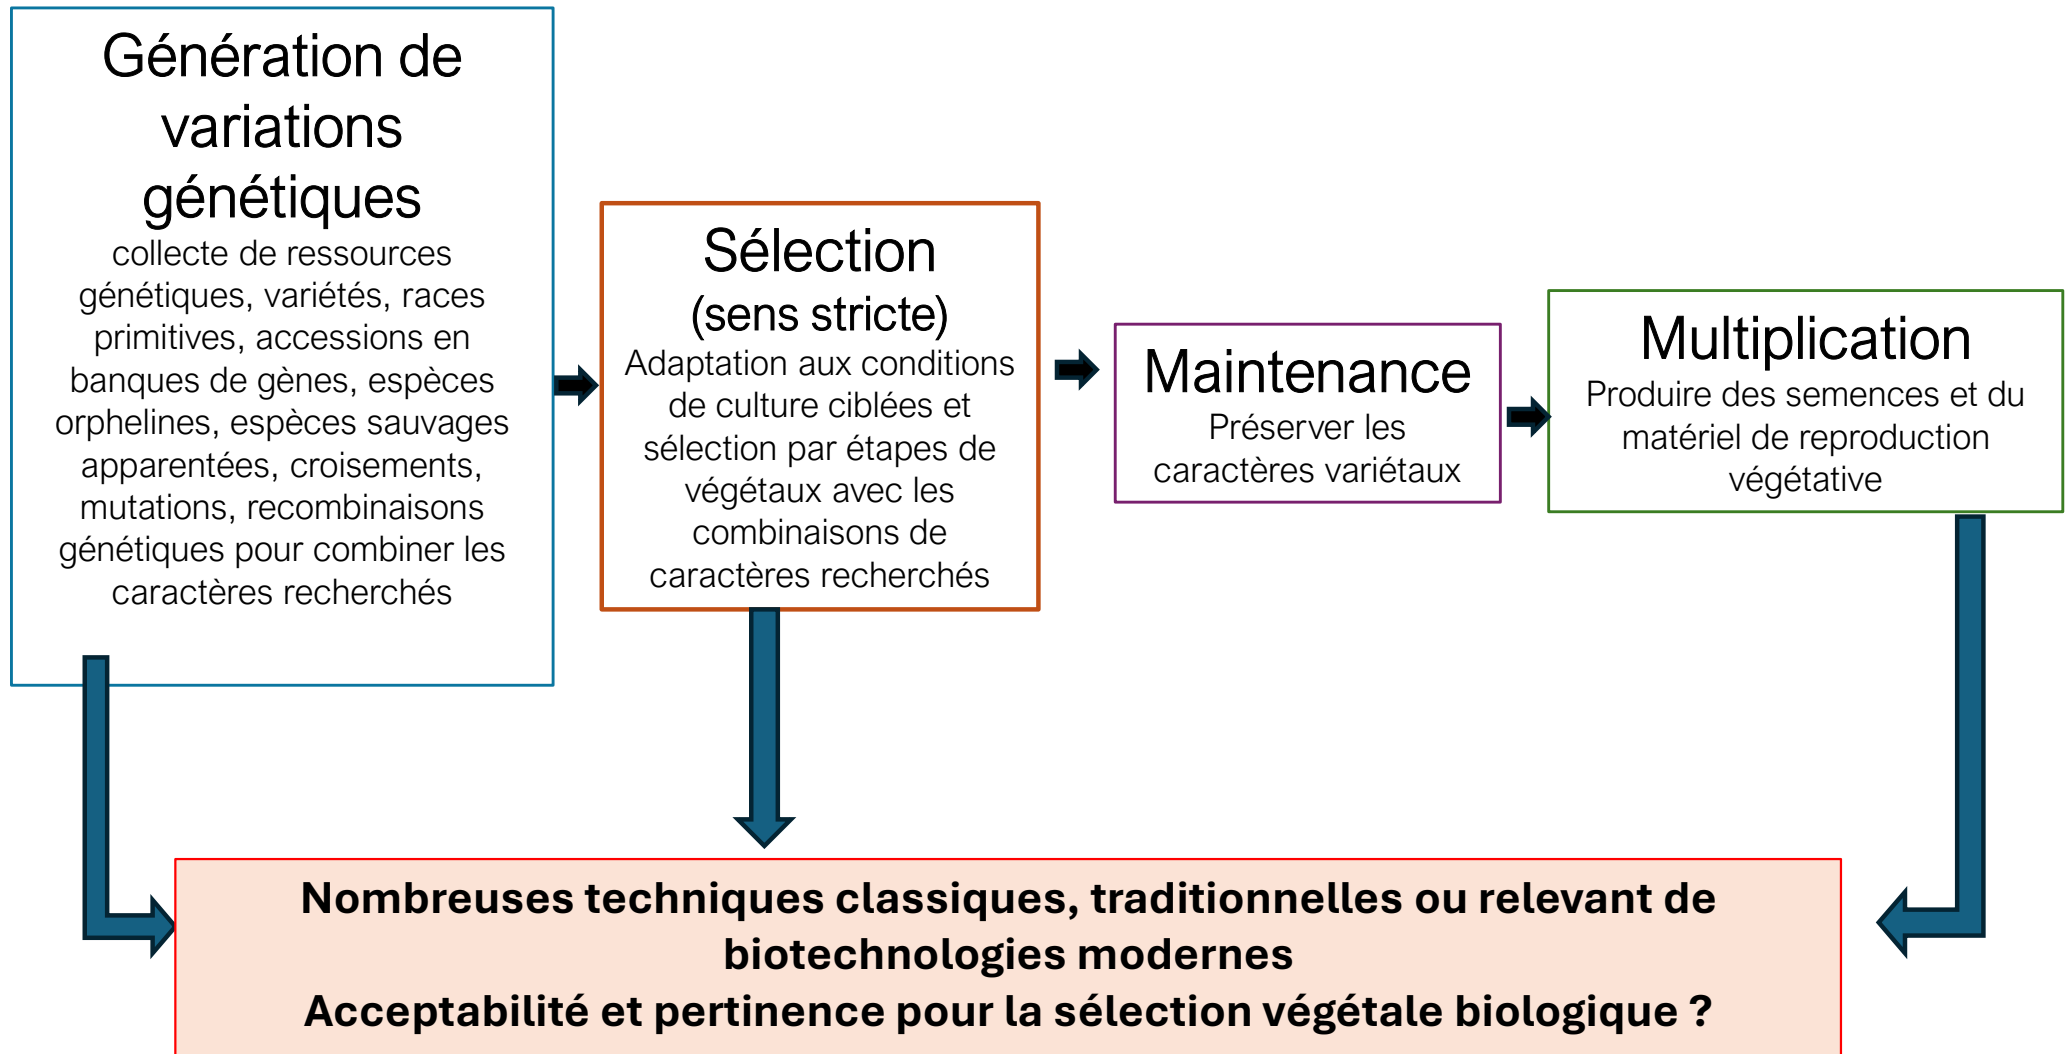 Génération de
variations
génétiques
collecte de ressources
génétiques, variétés, races
primitives, accessions en
banques de gènes, espèces
orphelines, espèces sauvages
apparentées, croisements,
mutations, recombinaisons
génétiques pour combiner les
caractères recherchés
Sélection
(sens stricte)
Adaptation aux conditions
de culture ciblées et
sélection par étapes de
végétaux avec les
combinaisons de
caractères recherchés
Maintenance
Préserver les
caractères variétaux
Multiplication
Produire des semences et du
matériel de reproduction
végétative
Nombreuses techniques classiques, traditionnelles ou relevant de
biotechnologies modernes
Acceptabilité et pertinence pour la sélection végétale biologique ?